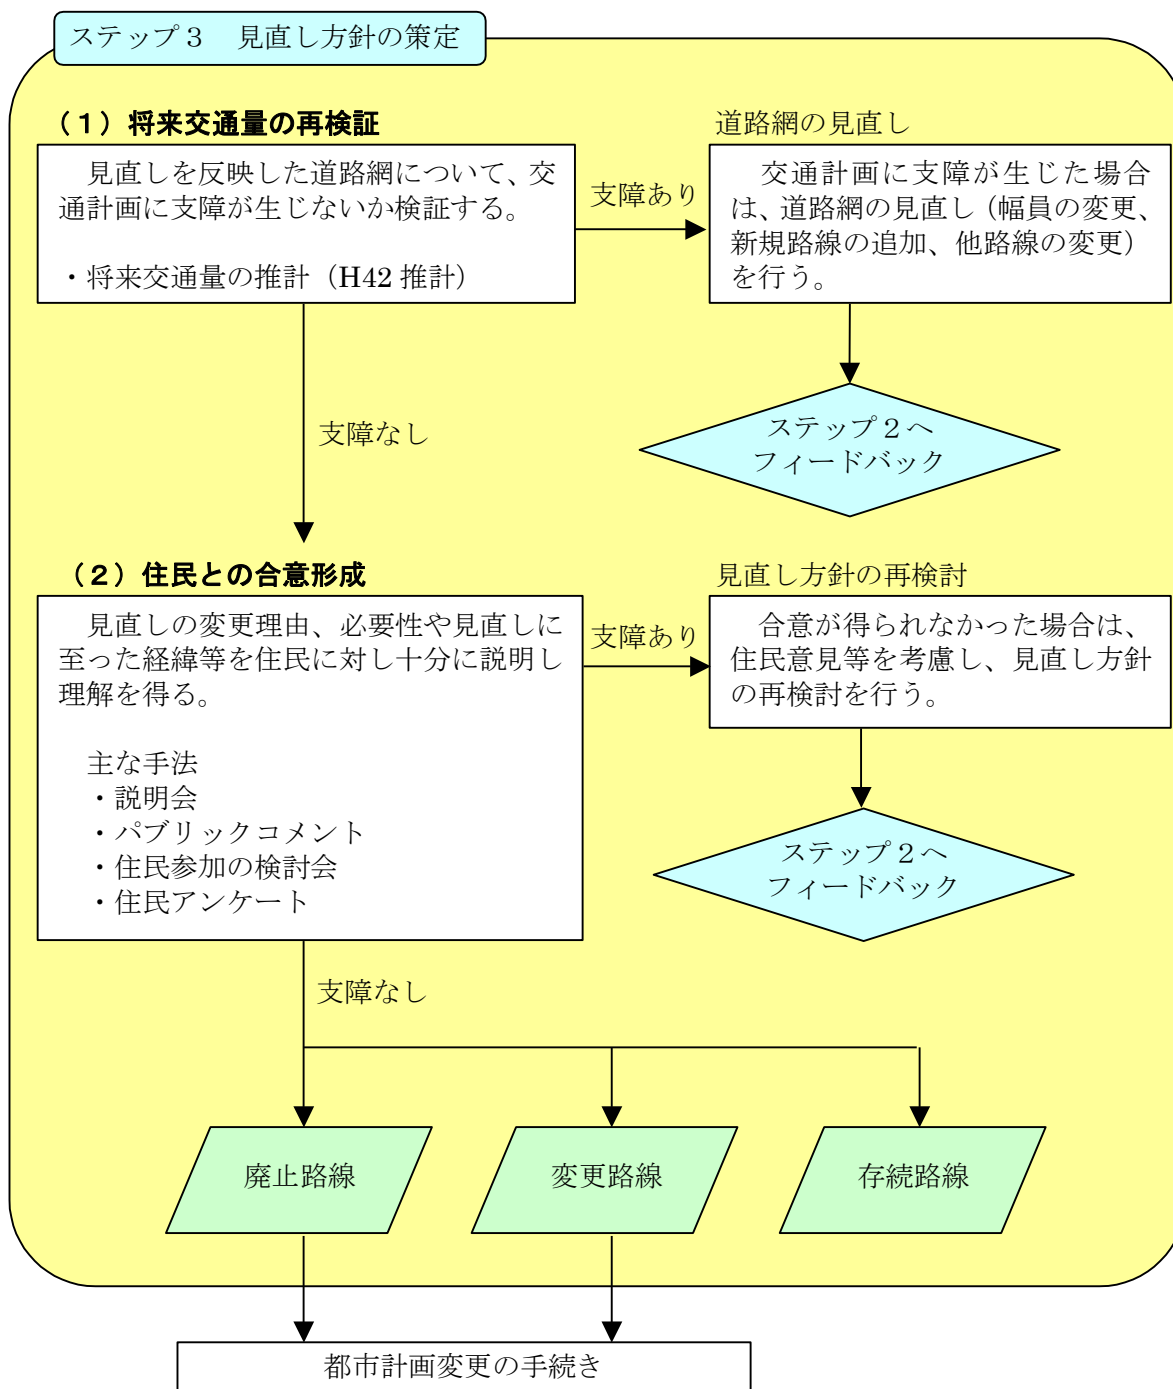 ステップ３　見直し方針の策定
（１）将来交通量の再検証
見直しを反映した道路網について、交
通計画に支障が生じないか検証する。
・将来交通量の推計（H42 推計）
支障あり
道路網の見直し
交通計画に支障が生じた場合
は、道路網の見直し（幅員の変更、
新規路線の追加、他路線の変更）
を行う。
ステップ２へ
フィードバック
支障なし
（２）住民との合意形成
見直しの変更理由、必要性や見直しに
至った経緯等を住民に対し十分に説明し
理解を得る。
主な手法
・説明会
・パブリックコメント
・住民参加の検討会
・住民アンケート
支障あり
見直し方針の再検討
合意が得られなかった場合は、
住民意見等を考慮し、見直し方針
の再検討を行う。
ステップ２へ
フィードバック
支障なし
廃止路線
変更路線
存続路線
都市計画変更の手続き